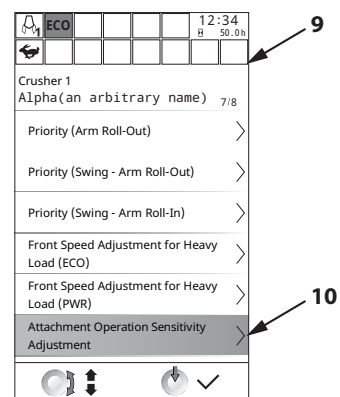 1
ECO
12:34
50.0h
9
Crusher 1
Alpha(an arbitrary name) 7/8
Priority (Arm Roll-Out)
Priority (Swing - Arm Roll-Out)
Priority (Swing - Arm Roll-In)
Front Speed Adjustment for Heavy
Load (ECO)
Front Speed Adjustment for Heavy
Load (PWR)
10
Attachment Operation Sensitivity
Adjustment